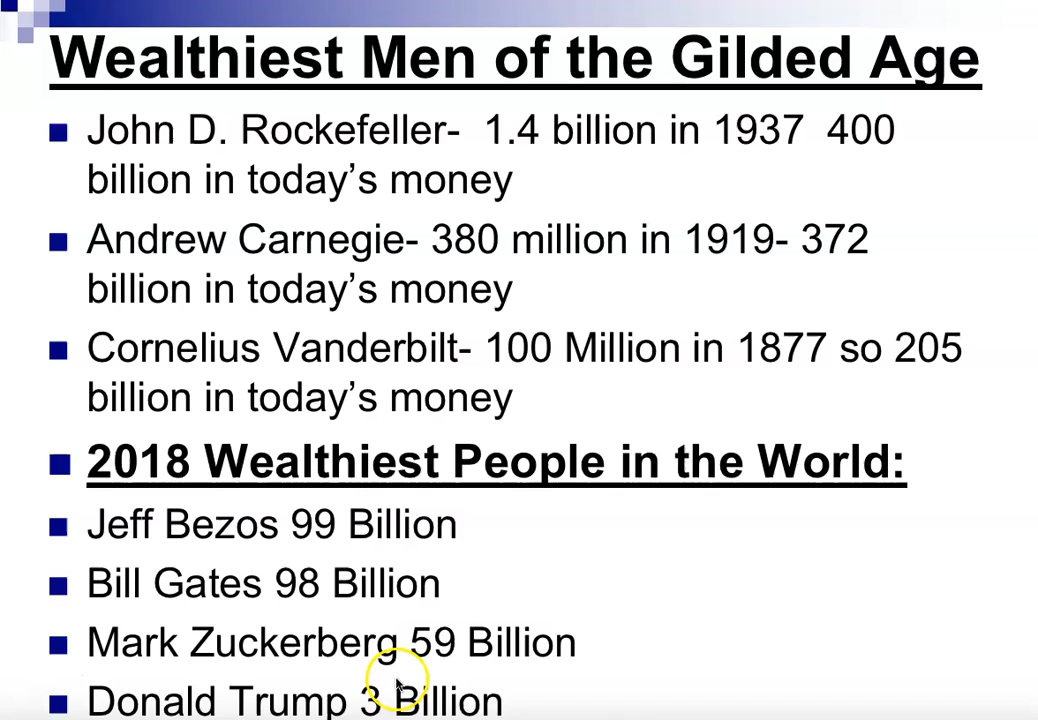 Wealthiest Men of the Gilded Age
John D. Rockefeller-  1.4 billion in 1937  400
billion in today’s money
Andrew Carnegie- 380 million in 1919- 372
billion in today’s money
Cornelius Vanderbilt- 100 Million in 1877 so 205
billion in today’s money
2018 Wealthiest People in the World:
Jeff Bezos 99 Billion
Bill Gates 98 Billion
Mark Zuckerberg 59 Billion
Donald Trump 3 Billion